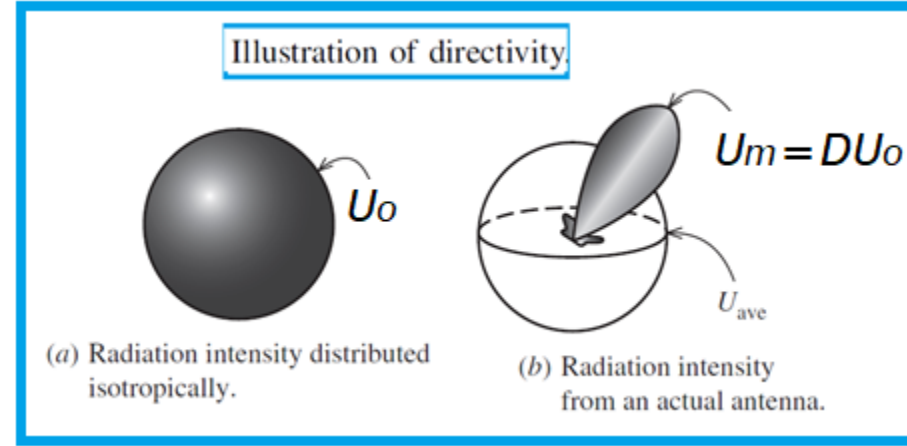 Illustration of directivity.
Uo
Um = DUo
Uave
(a) Radiation intensity distributed
isotropically.
(b) Radiation intensity
from an actual antenna.